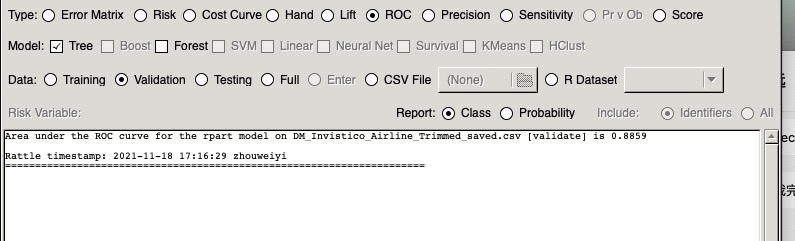 Type: Error Matrix Risk Cost Curve Hand Lift ROC Precision Sensitivity Pr v Ob Score
Model: Tree Boost Forest SVM Linear Neural Net Survival KMeans HClust
Data: Training Validation Testing Full Enter CSV File (None) R Dataset
Risk Variable: Report: Class Probability Include: Identifiers All
Area under the ROC curve for the rpart model on DM_Invistico_Airline_Trimmed_saved.csv [validate] is 0.8859
Rattle timestamp: 2021-11-18 17:16:29 zhouweiyi
======================================================================